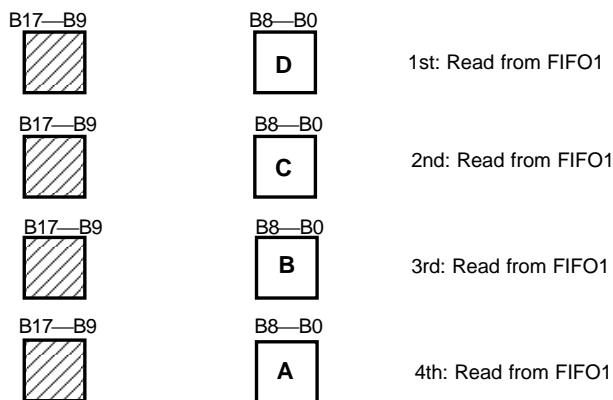 B17—B9 B8—B0
D 1st: Read from FIFO1
B17—B9 B8—B0
C 2nd: Read from FIFO1
B17—B9 B8—B0
B 3rd: Read from FIFO1
B17—B9 B8—B0
A 4th: Read from FIFO1